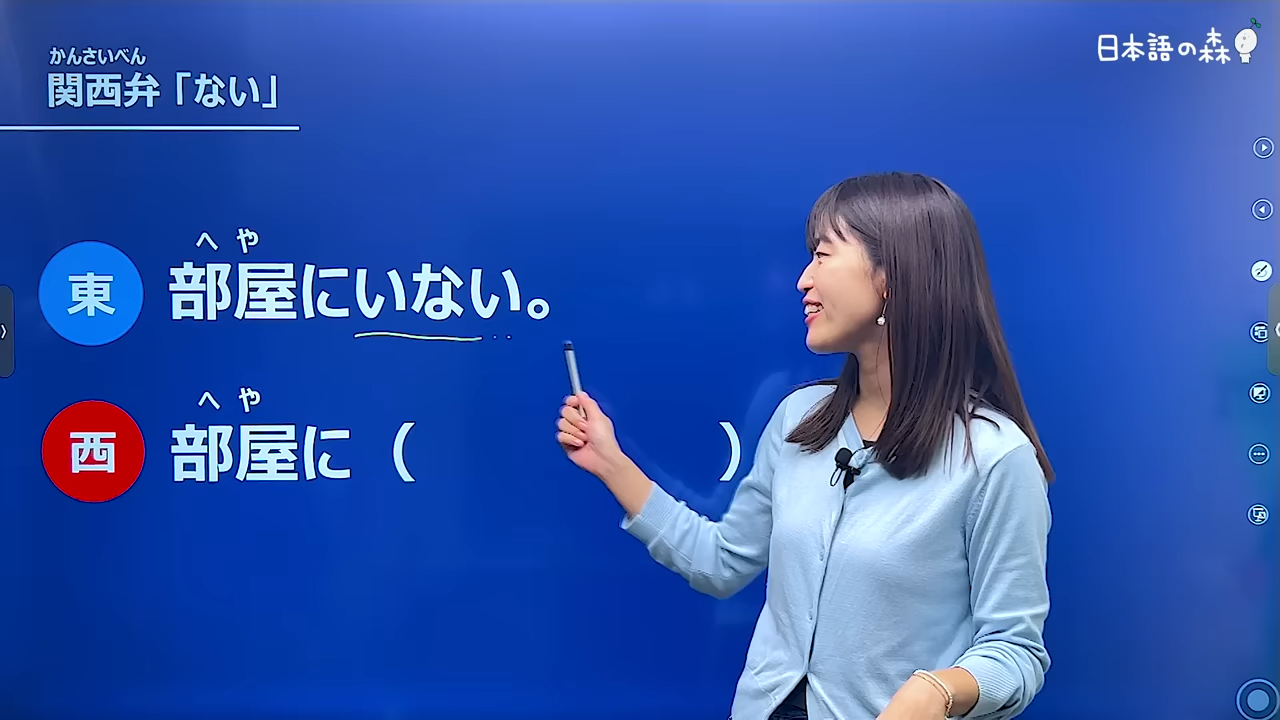 かんさいべん
関西弁「ない」
日本語の森
へや
東 部屋にいない。
へや
西 部屋に（　　　　　）